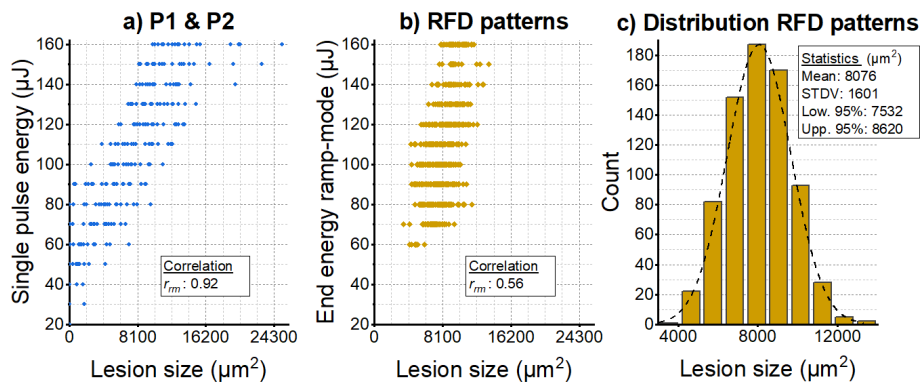 a) P1 & P2
Single pulse energy (µJ)
160
140
120
100
80
60
40
20
0
8100
16200
24300
Lesion size (µm²)
Correlation
r_rm : 0.92
b) RFD patterns
End energy ramp-mode (µJ)
160
140
120
100
80
60
40
20
0
8100
16200
24300
Lesion size (µm²)
Correlation
r_rm : 0.56
c) Distribution RFD patterns
Count
180
160
140
120
100
80
60
40
20
0
4000
8000
12000
Lesion size (µm²)
Statistics (µm²)
Mean: 8076
STDV: 1601
Low. 95%: 7532
Upp. 95%: 8620